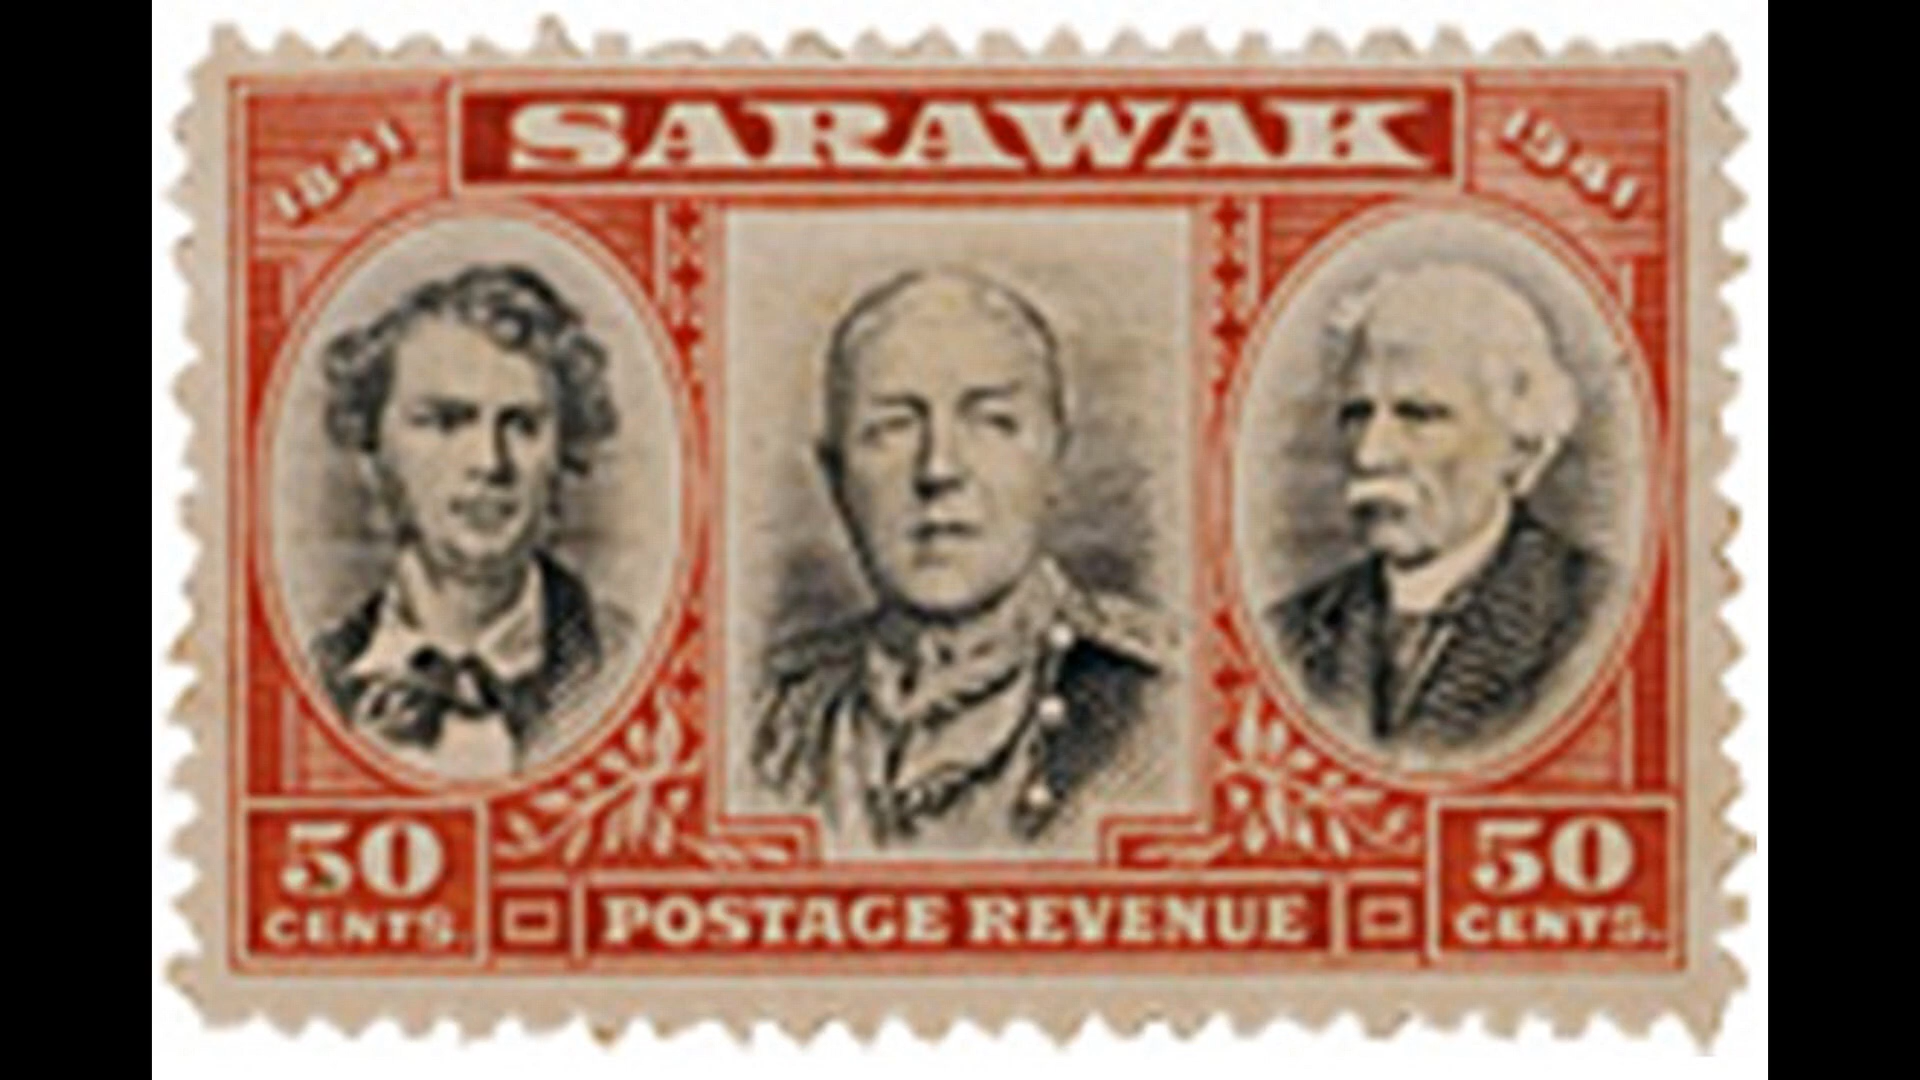 SARAWAK
1841
1941
50
CENTS.
POSTAGE REVENUE
50
CENTS.